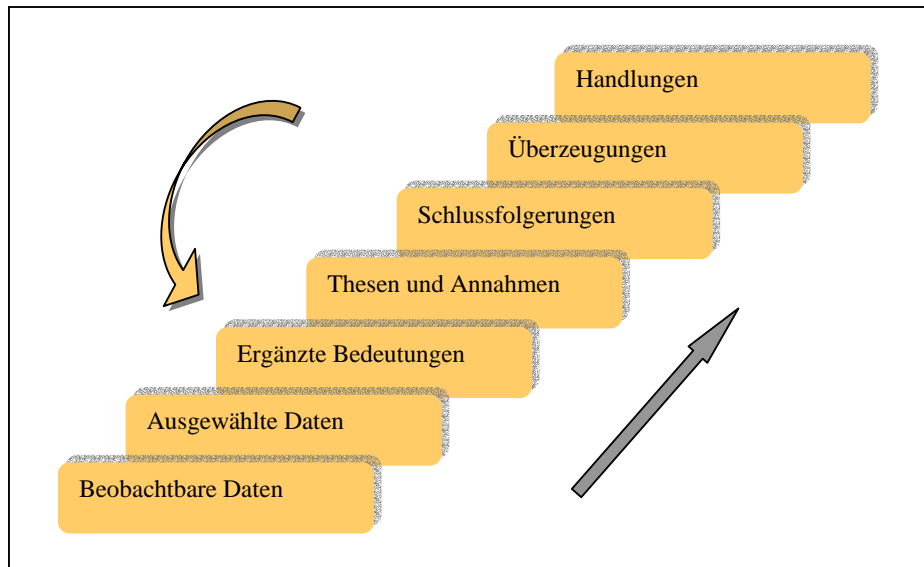 Handlungen
Überzeugungen
Schlussfolgerungen
Thesen und Annahmen
Ergänzte Bedeutungen
Ausgewählte Daten
Beobachtbare Daten